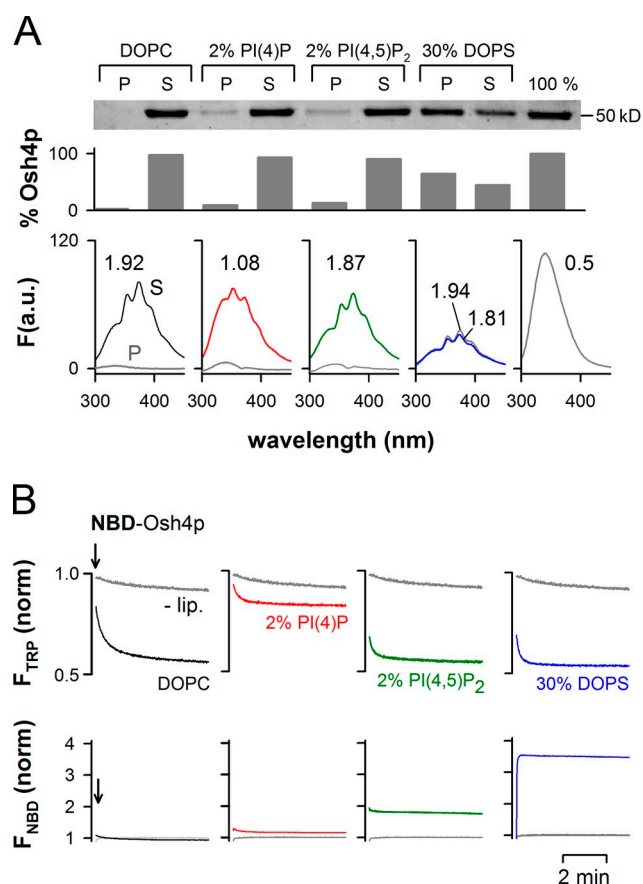 A
DOPC 2% PI(4)P 2% PI(4,5)P2 30% DOPS
P S P S P S P S 100 %
50 kD
% Osh4p
100
0
F(a.u.)
120
0
1.92 S P
1.08
1.87
1.94
1.81
0.5
300 400 300 400 300 400 300 400 300 400
wavelength (nm)
B
NBD-Osh4p
FTRP (norm)
1.0
0.5
- lip.
DOPC
2% PI(4)P
2% PI(4,5)P2
30% DOPS
FNBD (norm)
4
3
2
1
2 min